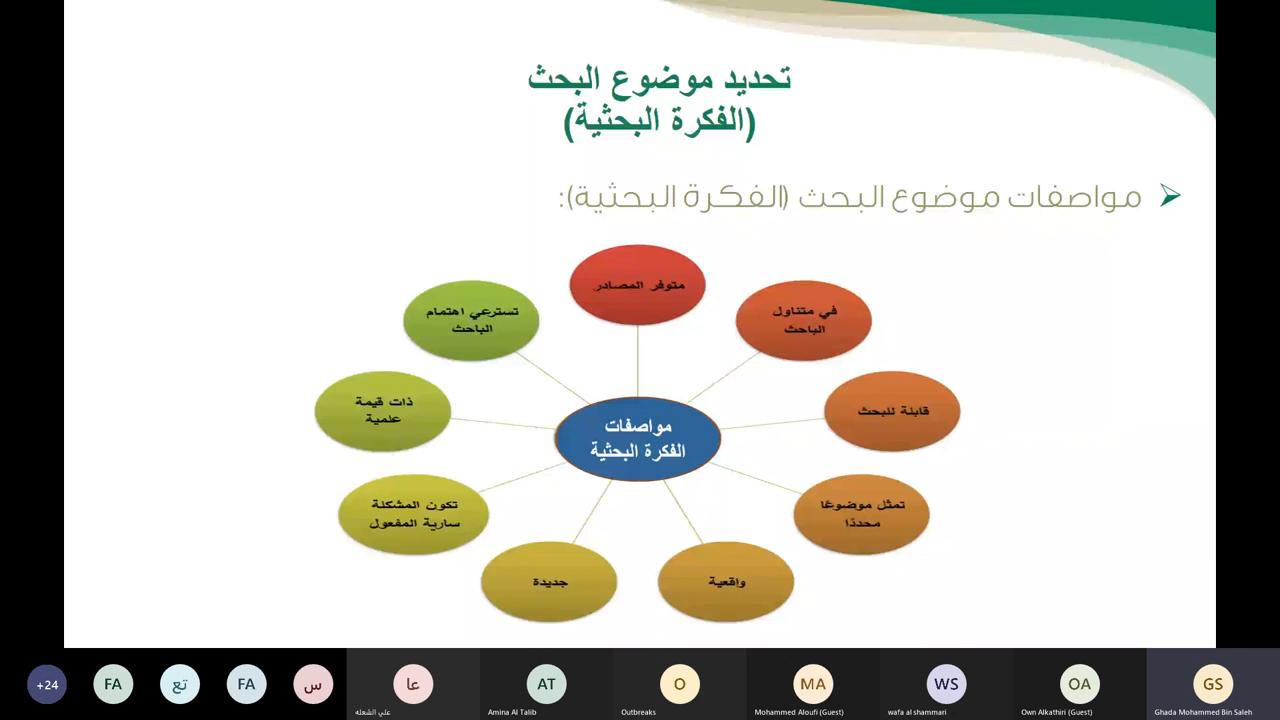 تحديد موضوع البحث
(الفكرة البحثية)
مواصفات موضوع البحث (الفكرة البحثية):
متوفر المصادر
في متناول
الباحث
قابلة للبحث
تمثل موضوعًا
محددًا
واقعية
جديدة
تكون المشكلة
سارية المفعول
ذات قيمة
علمية
تسترعي اهتمام
الباحث
مواصفات
الفكرة البحثية
+24
FA
تع
FA
س
عا
علي الشعله
AT
Amina Al Talib
O
Outbreaks
MA
Mohammed Aloufi (Guest)
WS
wafa al shammari
OA
Own Alkathiri (Guest)
GS
Ghada Mohammed Bin Saleh